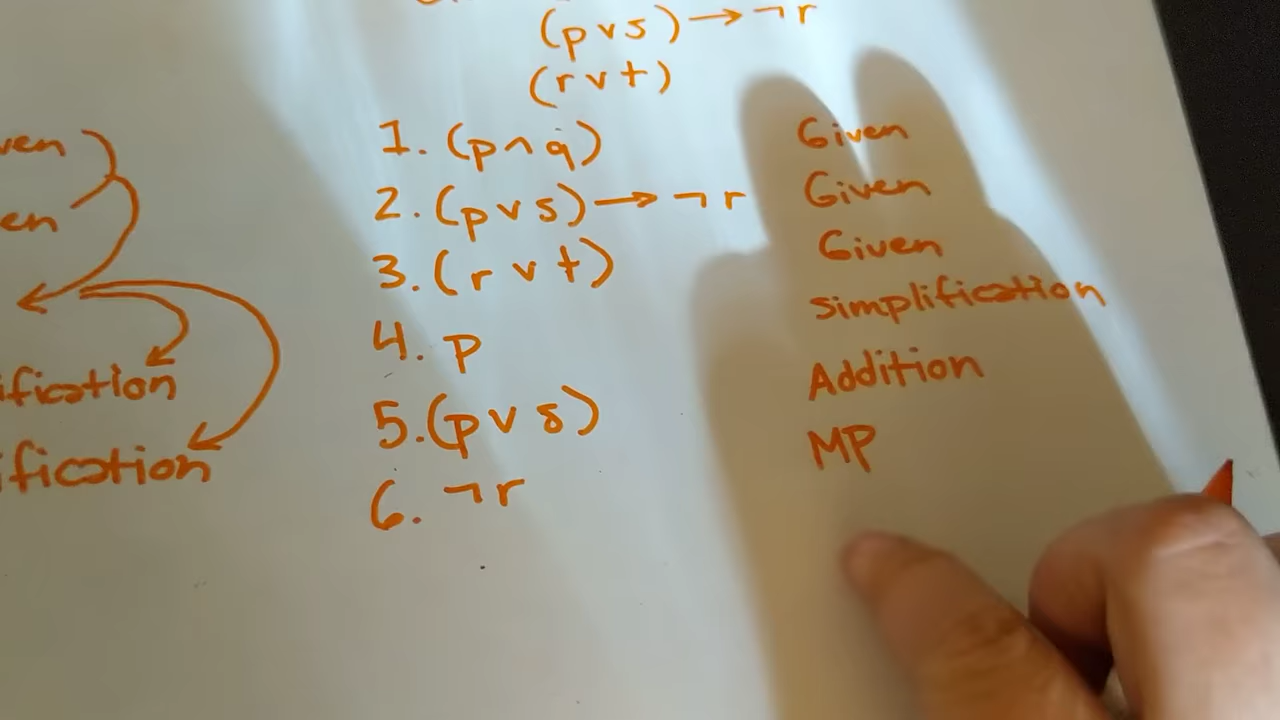 (p ∨ s) → ¬r
(r ∨ t)
1. (p ∧ q) Given
2. (p ∨ s) → ¬r Given
3. (r ∨ t) Given
4. p Simplification
5. (p ∨ s) Addition
6. ¬r MP